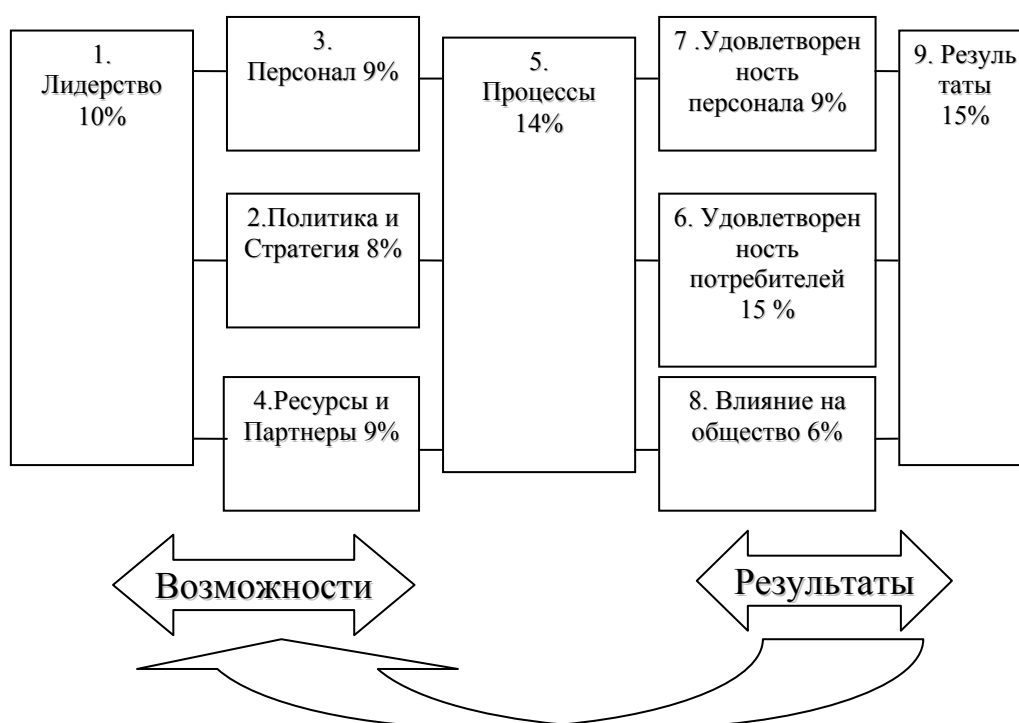 1.
Лидерство
10%
3.
Персонал 9%
2.Политика и
Стратегия 8%
4.Ресурсы и
Партнеры 9%
5.
Процессы
14%
7 .Удовлетворен
ность
персонала 9%
6. Удовлетворен
ность
потребителей
15 %
8. Влияние на
общество 6%
9. Резуль
таты
15%
Возможности
Результаты